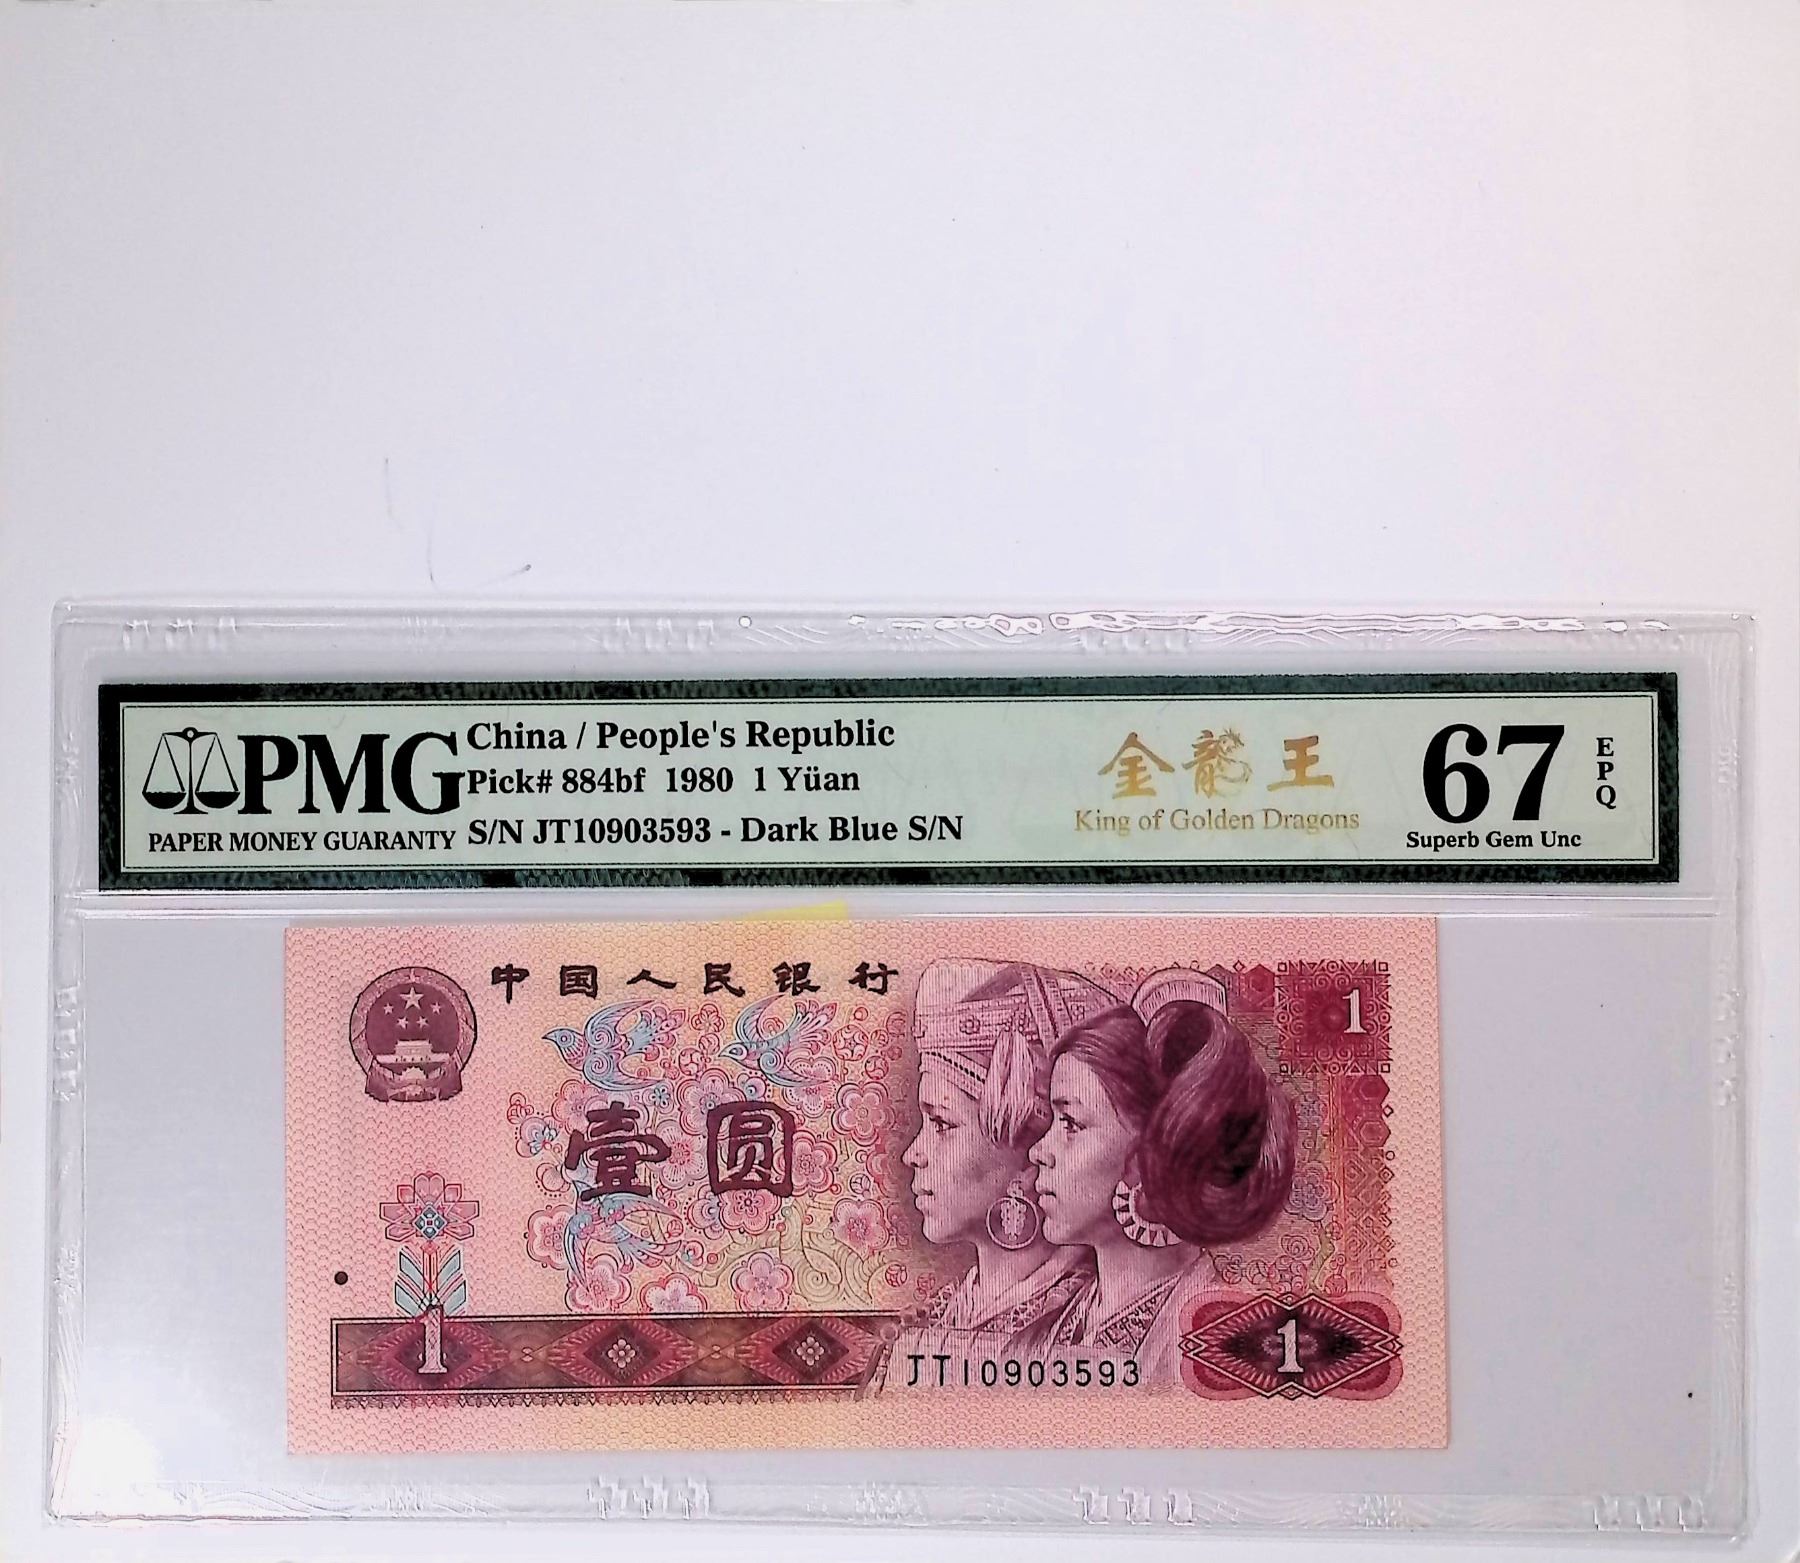 PMG
PAPER MONEY GUARANTY
China / People's Republic
Pick# 884bf 1980 1 Yüan
S/N JT10903593 - Dark Blue S/N
金龍王
King of Golden Dragons
67
EPQ
Superb Gem Unc
中国人民银行
1
壹圆
1
JT10903593
1